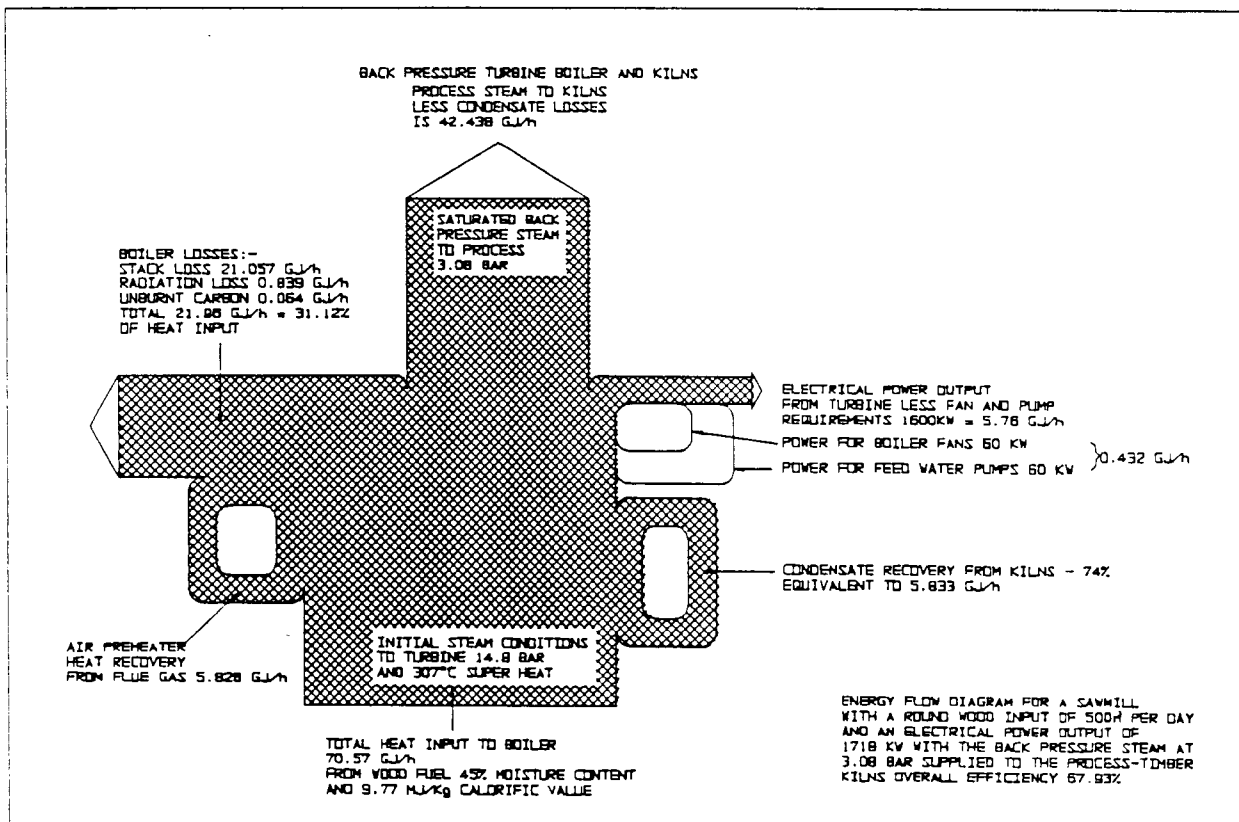 BACK PRESSURE TURBINE BOILER AND KILNS
PROCESS STEAM TO KILNS
LESS CONDENSATE LOSSES
IS 42.438 GJ/h
SATURATED BACK
PRESSURE STEAM
TO PROCESS
3.08 BAR
BOILER LOSSES:-
STACK LOSS 21.057 GJ/h
RADIATION LOSS 0.839 GJ/h
UNBURNT CARBON 0.064 GJ/h
TOTAL 21.96 GJ/h = 31.12%
OF HEAT INPUT
ELECTRICAL POWER OUTPUT
FROM TURBINE LESS FAN AND PUMP
REQUIREMENTS 1600KW = 5.76 GJ/h
POWER FOR BOILER FANS 60 KW
POWER FOR FEED WATER PUMPS 60 KW
0.432 GJ/h
CONDENSATE RECOVERY FROM KILNS - 74%
EQUIVALENT TO 5.833 GJ/h
AIR PREHEATER
HEAT RECOVERY
FROM FLUE GAS 5.828 GJ/h
INITIAL STEAM CONDITIONS
TO TURBINE 14.8 BAR
AND 307°C SUPER HEAT
TOTAL HEAT INPUT TO BOILER
70.57 GJ/h
FROM WOOD FUEL 45% MOISTURE CONTENT
AND 9.77 MJ/Kg CALORIFIC VALUE
ENERGY FLOW DIAGRAM FOR A SAWMILL
WITH A ROUND WOOD INPUT OF 500㎥ PER DAY
AND AN ELECTRICAL POWER OUTPUT OF
1718 KW WITH THE BACK PRESSURE STEAM AT
3.08 BAR SUPPLIED TO THE PROCESS-TIMBER
KILNS OVERALL EFFICIENCY 67.93%